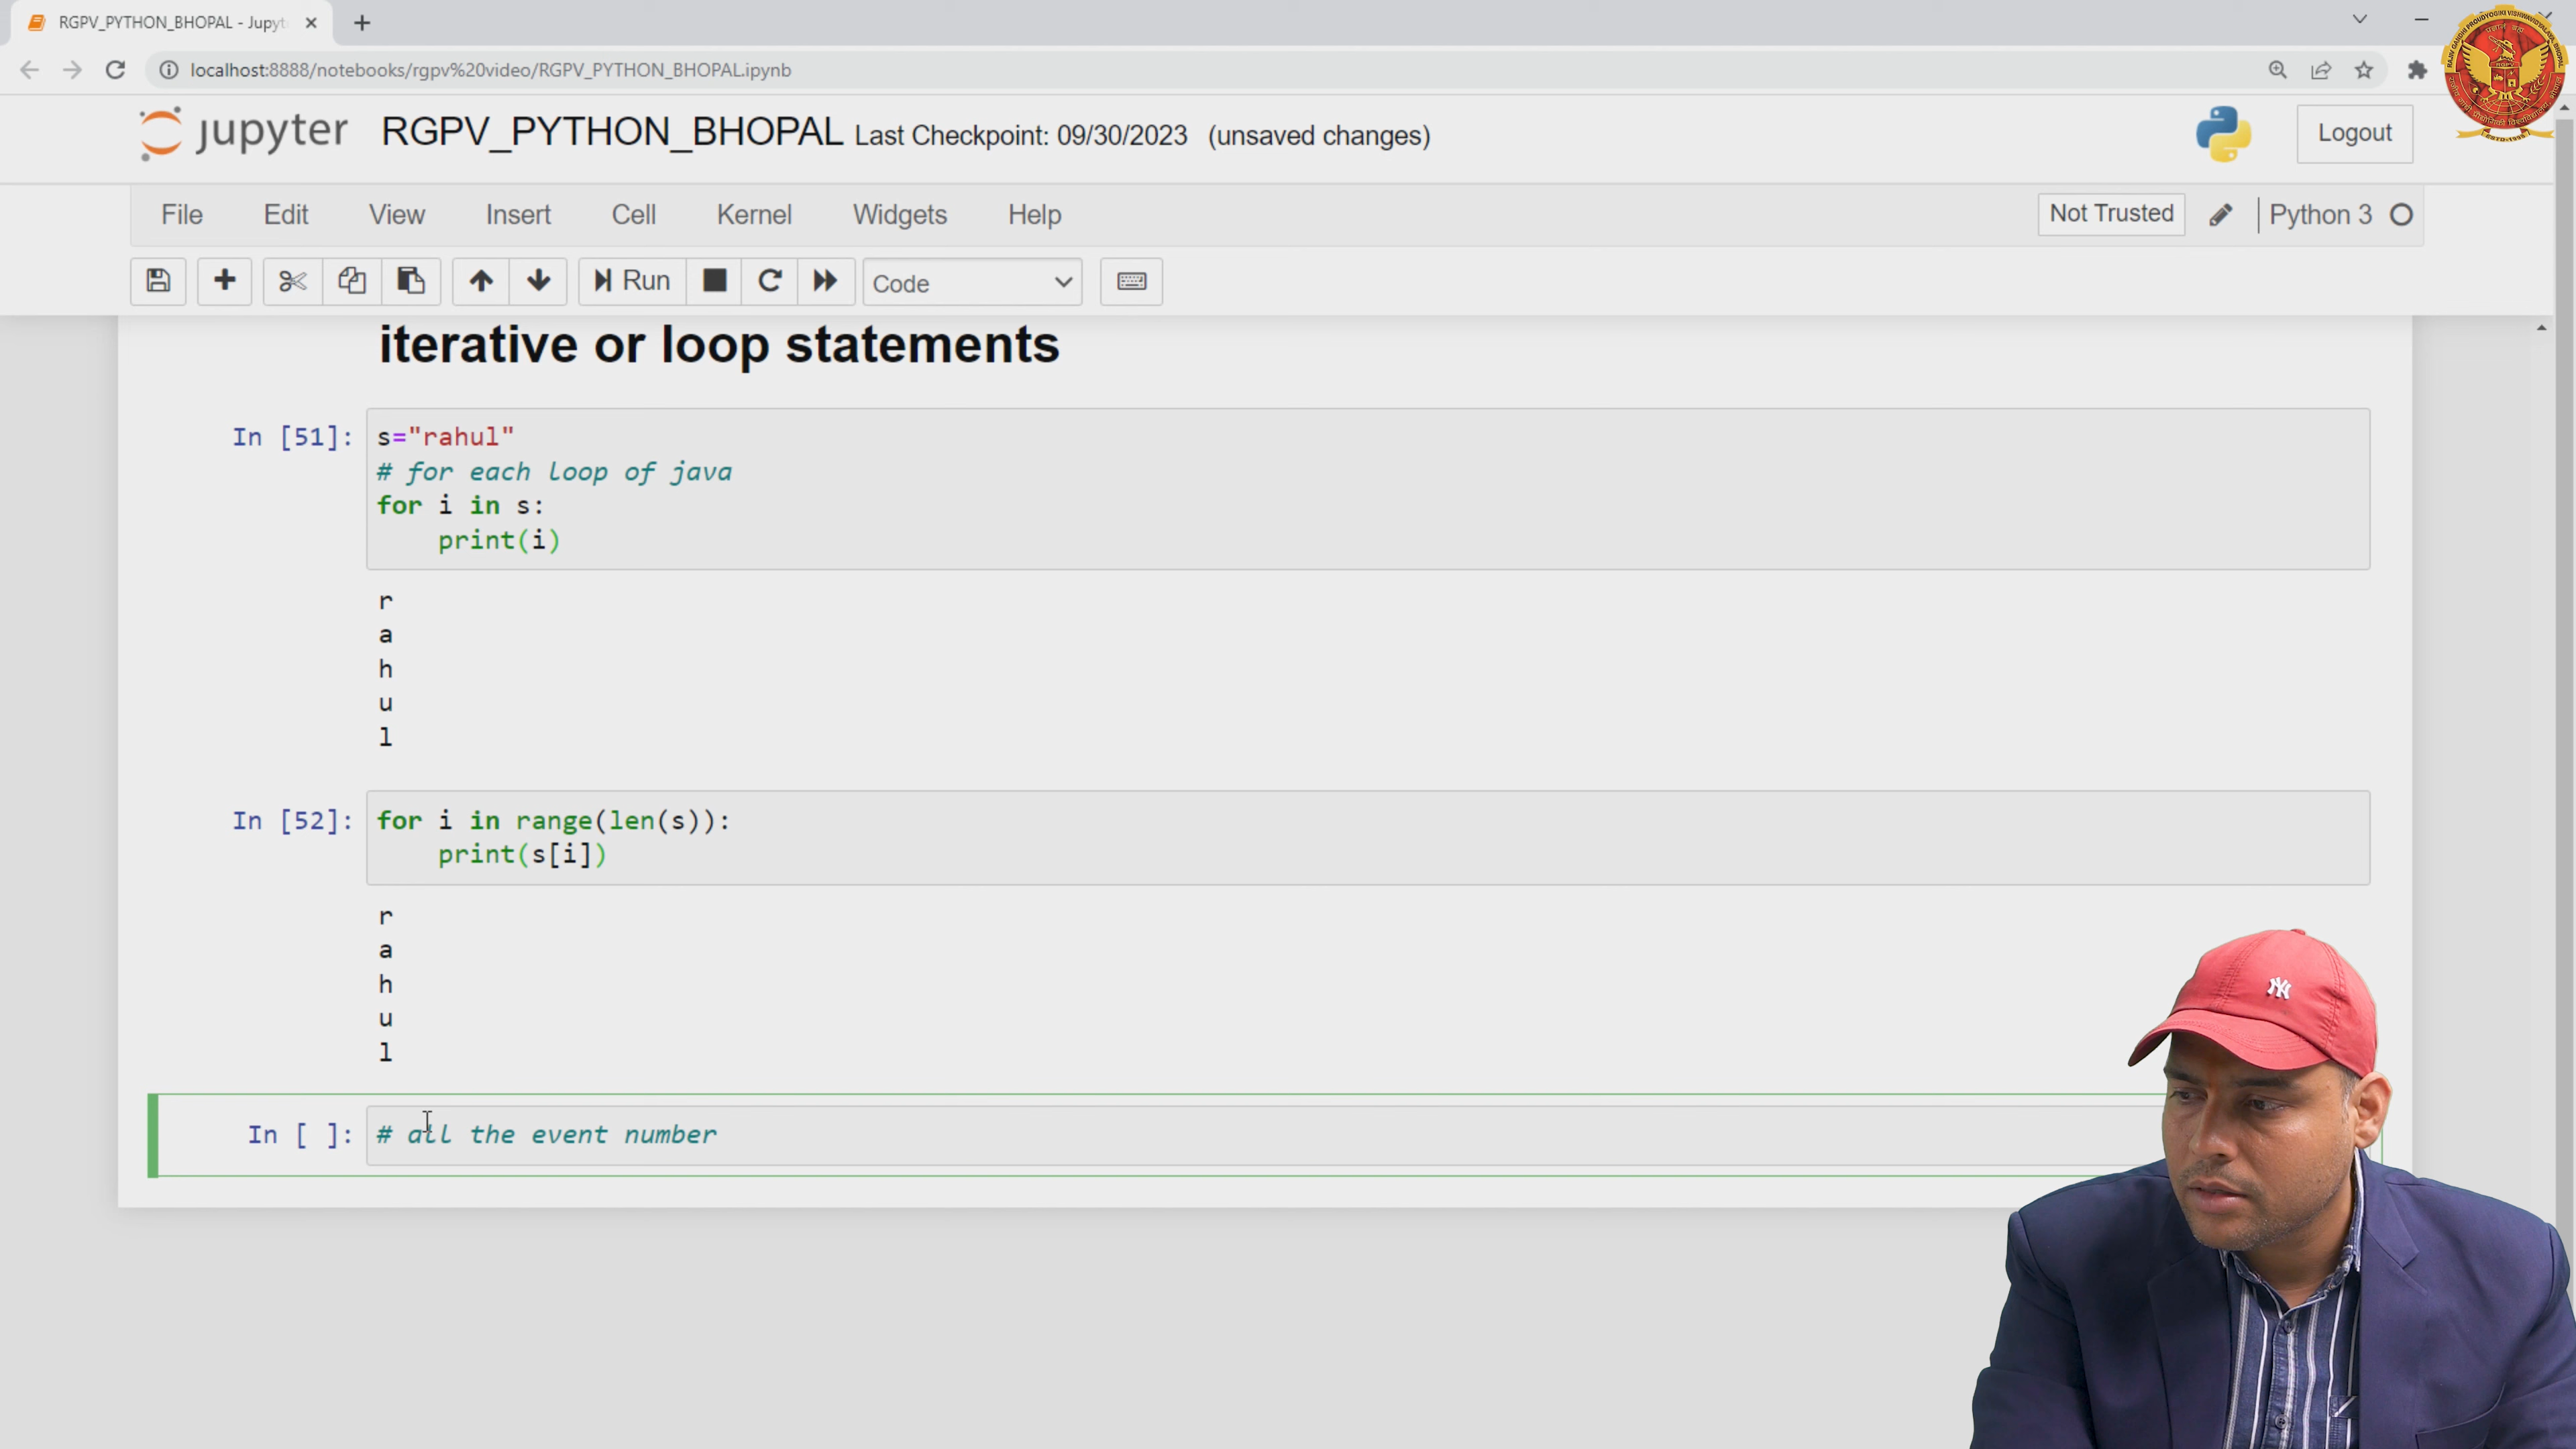 RGPV_PYTHON_BHOPAL - Jupyt
localhost:8888/notebooks/rgpv%20video/RGPV_PYTHON_BHOPAL.ipynb
jupyter RGPV_PYTHON_BHOPAL Last Checkpoint: 09/30/2023 (unsaved changes)
Logout
File Edit View Insert Cell Kernel Widgets Help
Not Trusted Python 3
Run Code
iterative or loop statements
In [51]: s="rahul"
# for each loop of java
for i in s:
    print(i)
r
a
h
u
l
In [52]: for i in range(len(s)):
    print(s[i])
r
a
h
u
l
In [ ]: # all the event number